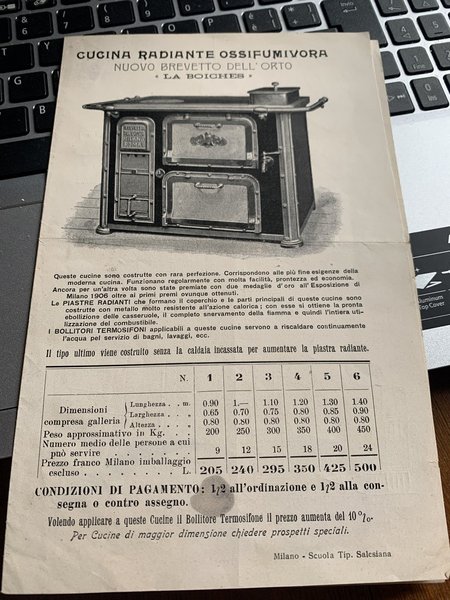 CUCINA RADIANTE OSSIFUMIVORA
NUOVO BREVETTO DELL'ORTO
"LA BOICHES"
Queste cucine sono costrutte con rara perfezione. Corrispondono alle più fine esigenze della
moderna cucina. Funzionano regolarmente con molta facilità, prontezza ed economia.
Ancora per un'altra volta sono state premiate con due medaglie d'oro all'Esposizione di
Milano 1906 oltre ai primi premi ovunque ottenuti.
Le PIASTRE RADIANTI che formano il coperchio e le parti principali di queste cucine sono
costrutte con metallo resistente all'azione calorica; con esse si ottiene la pronta
ebolizione delle casseruole, il completo snervamento della fiamma e quindi l'intiera uti-
lizzazione del combustibile.
I BOLLITORI TERMOSIFONI applicabili a queste cucine servono a riscaldare continuamente
l'acqua pel servizio di bagni, lavaggi, ecc.
Il tipo ultimo viene costruito senza la caldaia incassata per aumentare la piastra radiante.
N. 1 2 3 4 5 6
Dimensioni compresa galleria
Lunghezza . . m. 0.90 1.— 1.10 1.20 1.30 1.40
Larghezza . . . 0.65 0.70 0.75 0.80 0.85 0.90
Altezza . . . 0.80 0.80 0.80 0.80 0.80 0.80
Peso approssimativo in Kg. . . . 200 250 300 350 400 450
Numero medio delle persone a cui
può servire . . . 9 12 15 18 20 24
Prezzo franco Milano imballaggio
escluso . . . L. 205 240 295 350 425 500
CONDIZIONI DI PAGAMENTO: 1/2 all'ordinazione e 1/2 alla con-
segna o contro assegno.
Volendo applicare a queste Cucine il Bollitore Termosifone il prezzo aumenta del 10 %.
Per Cucine di maggior dimensione chiedere prospetti speciali.
Milano - Scuola Tip. Salesiana